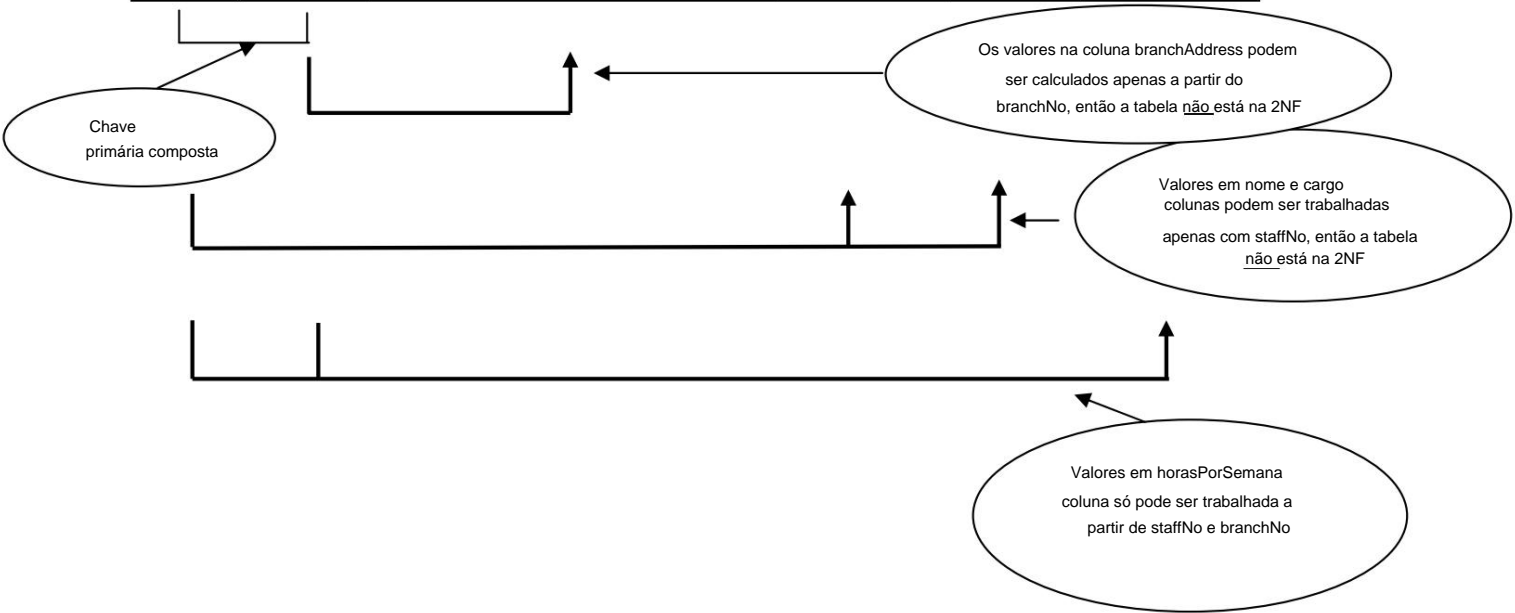 Os valores na coluna branchAddress podem
ser calculados apenas a partir do
branchNo, então a tabela não está na 2NF
Chave
primária composta
Valores em nome e cargo
colunas podem ser trabalhadas
apenas com staffNo, então a tabela
não está na 2NF
Valores em horasPorSemana
coluna só pode ser trabalhada a
partir de staffNo e branchNo